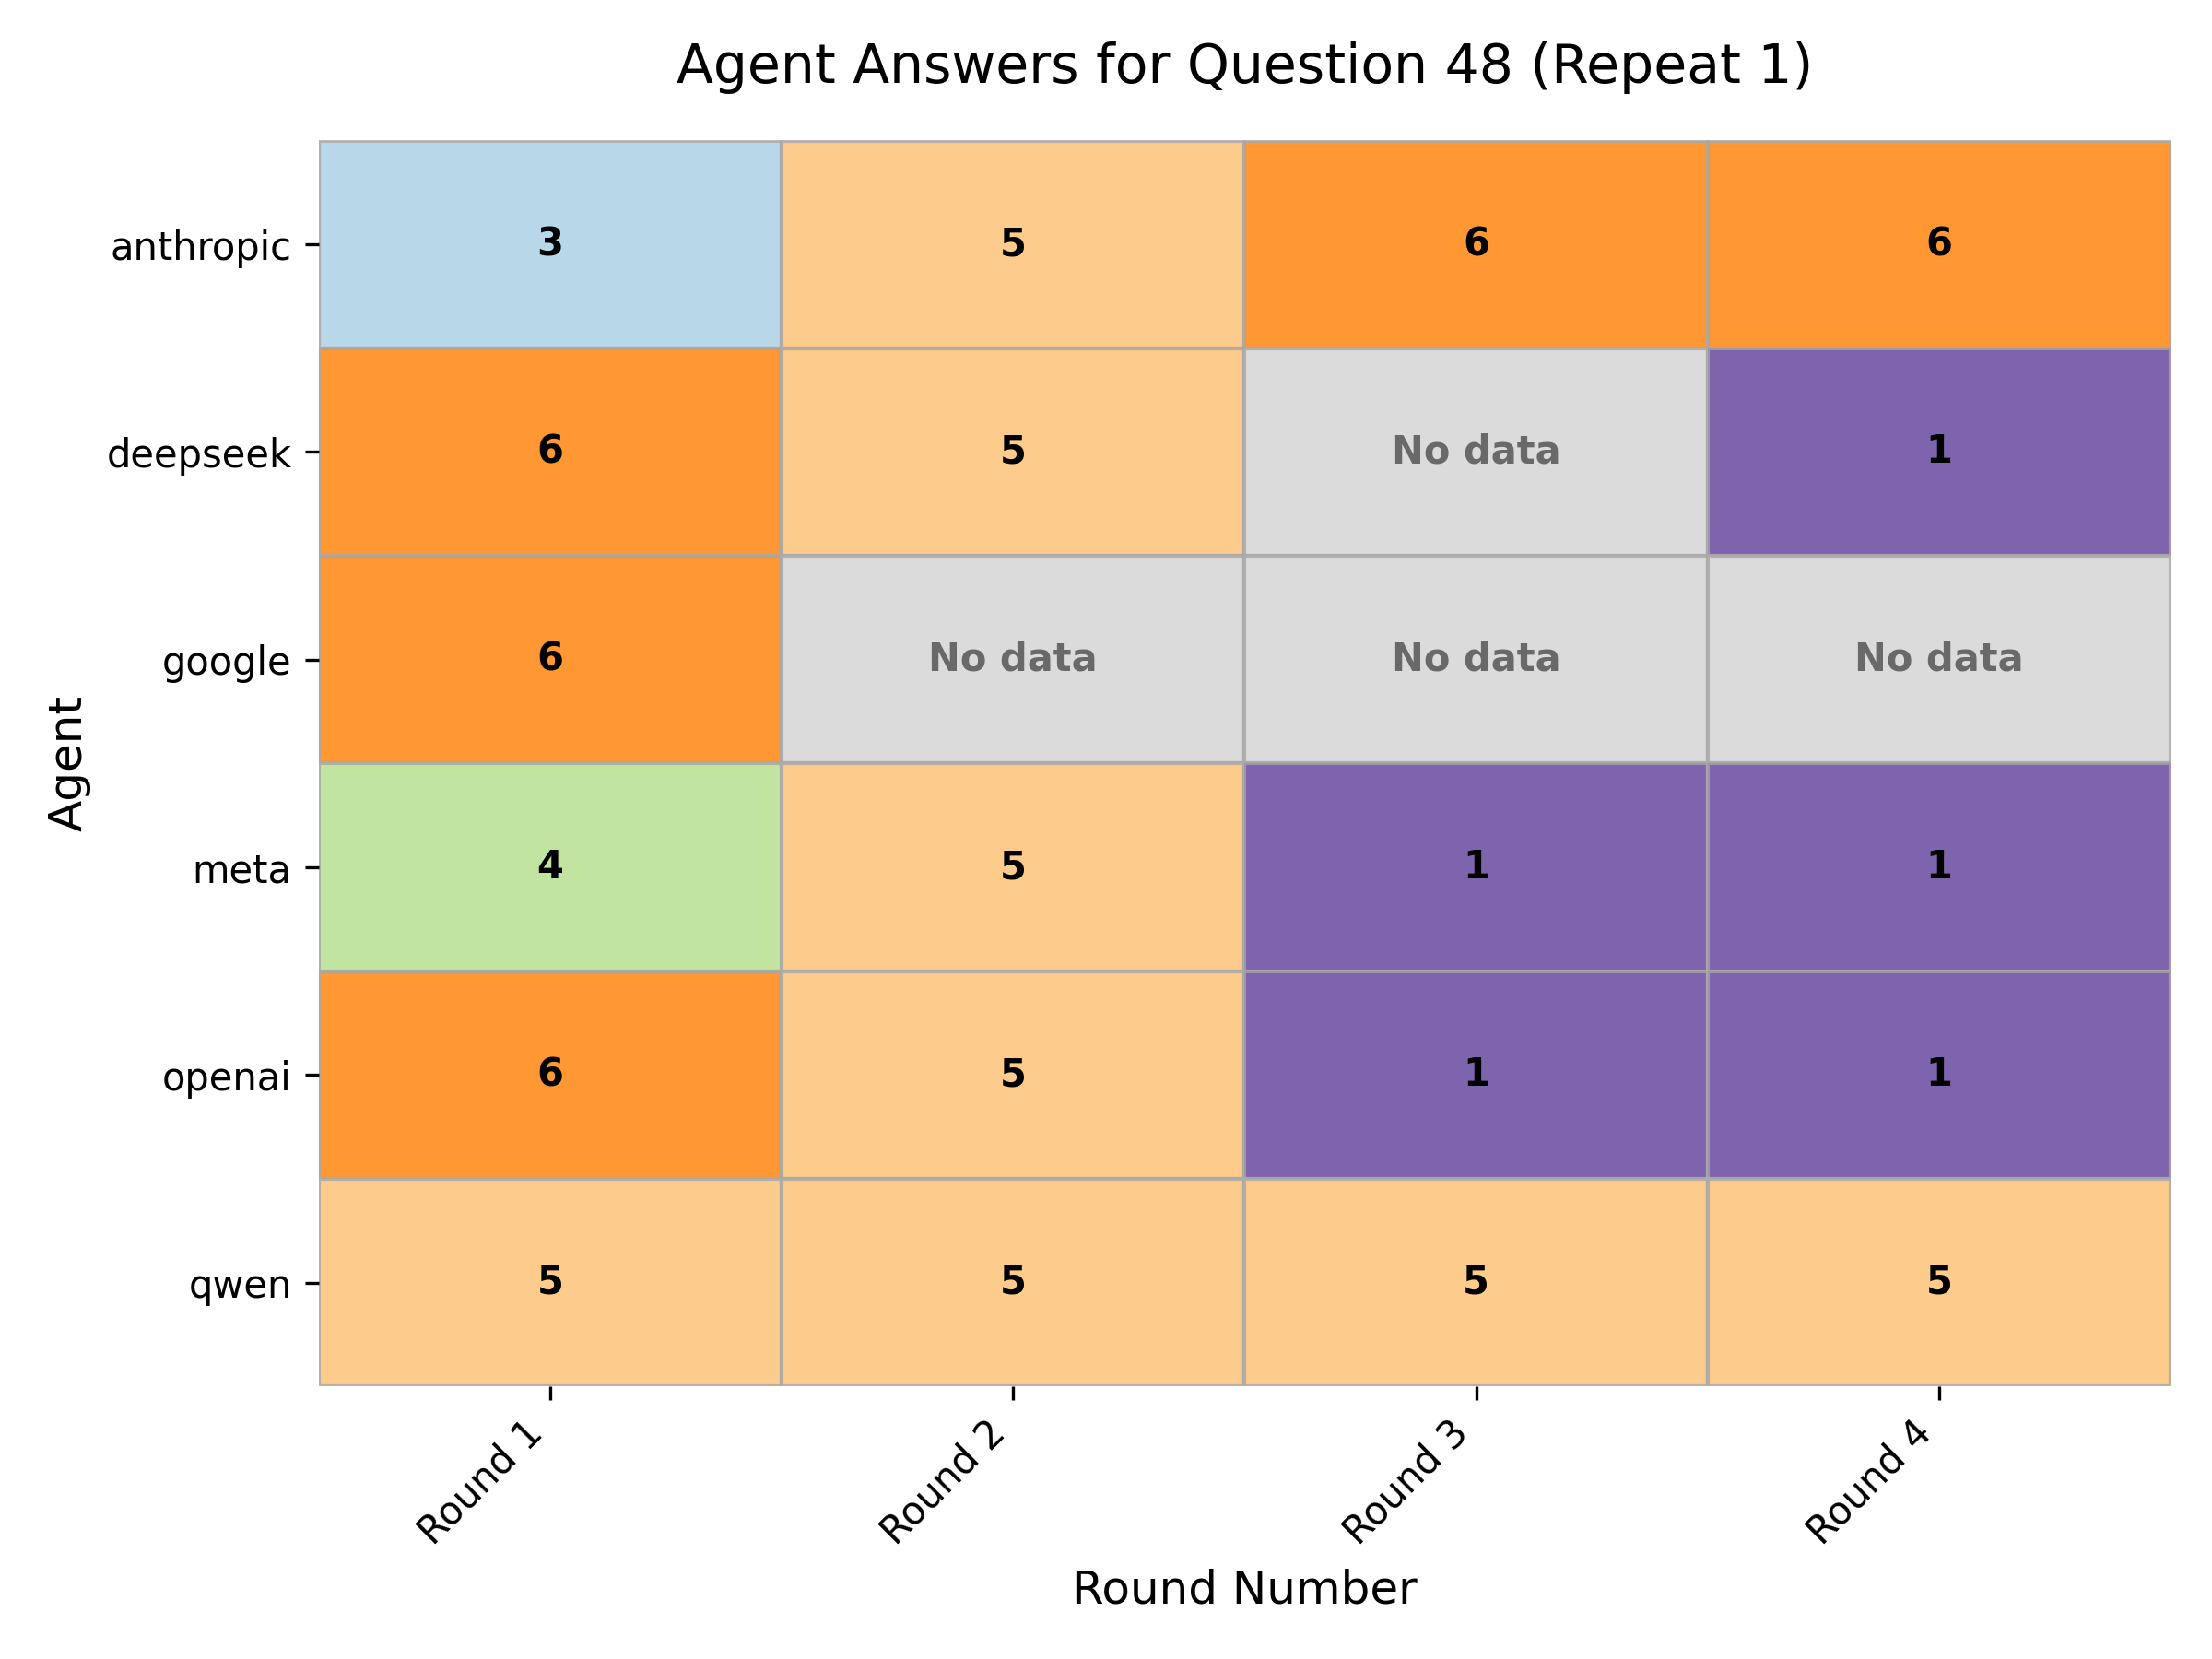 Agent Answers for Question 48 (Repeat 1)
Agent
anthropic 3 5 6 6
deepseek 6 5 No data 1
google 6 No data No data No data
meta 4 5 1 1
openai 6 5 1 1
qwen 5 5 5 5
Round 1 Round 2 Round 3 Round 4
Round Number